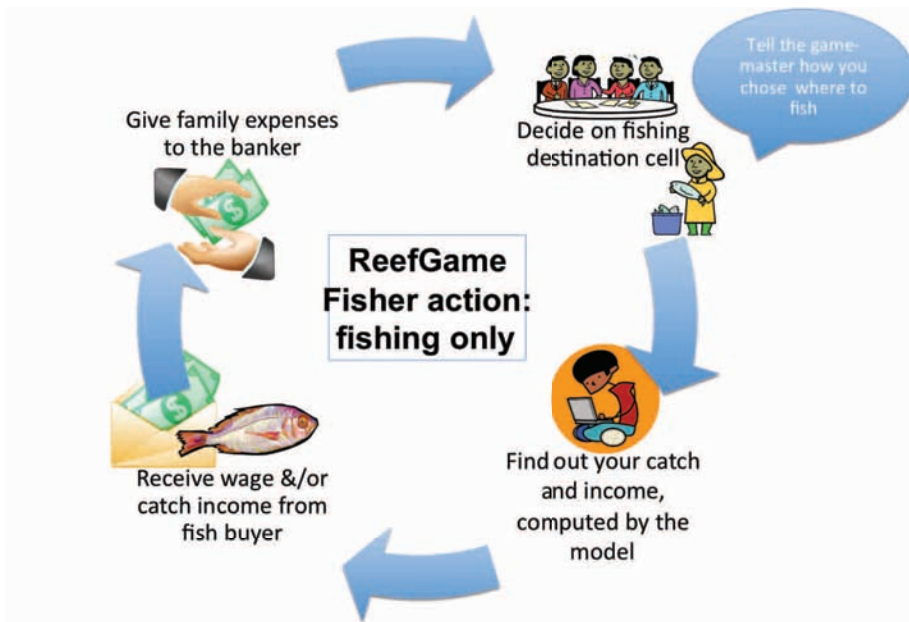 Tell the game-
master how you
chose where to
fish
Give family expenses
to the banker
Decide on fishing
destination cell
ReefGame
Fisher action:
fishing only
Find out your catch
and income,
computed by the
model
Receive wage &/or
catch income from
fish buyer